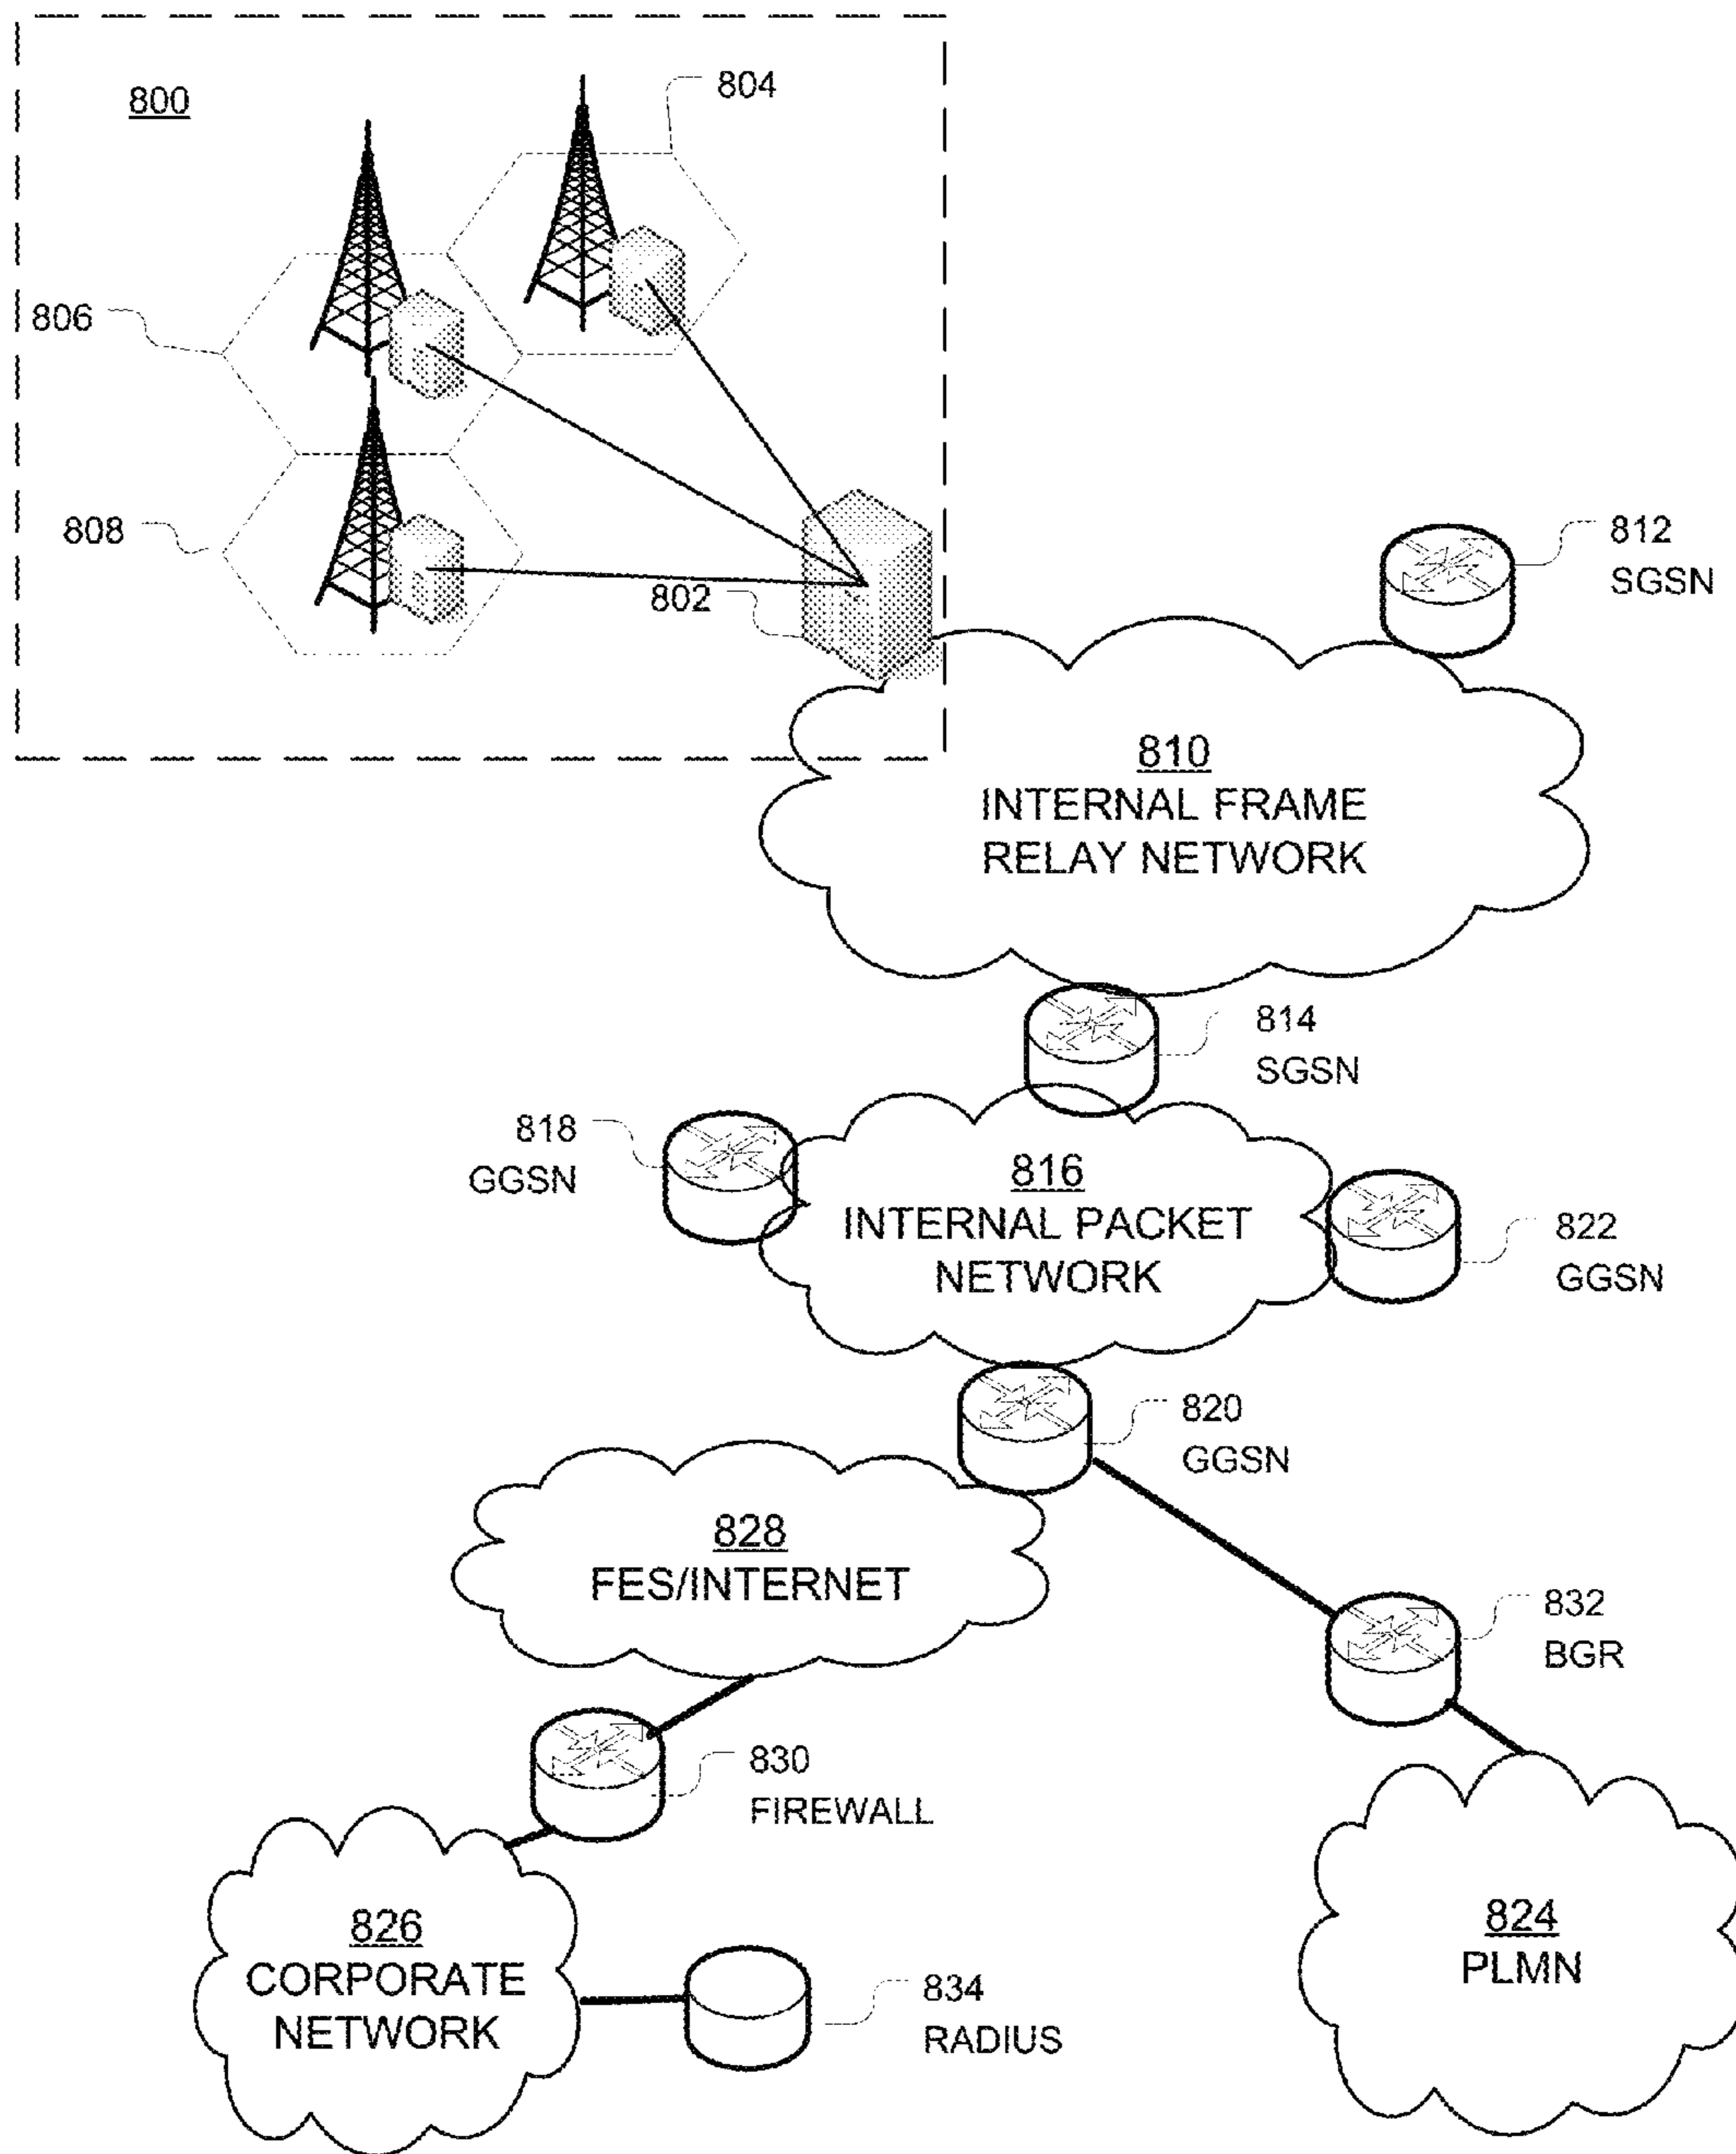 800
804
806
808
802
812
SGSN
810
INTERNAL FRAME
RELAY NETWORK
814
SGSN
818
GGSN
816
INTERNAL PACKET
NETWORK
822
GGSN
820
GGSN
828
FES/INTERNET
832
BGR
830
FIREWALL
826
CORPORATE
NETWORK
834
RADIUS
824
PLMN